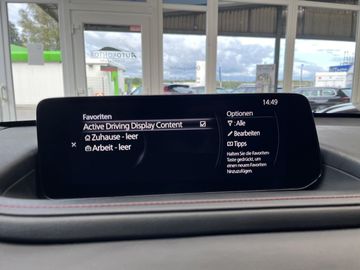 14:49
Favoriten
Active Driving Display Content
Zuhause - leer
Arbeit - leer
Optionen
: Alle
Bearbeiten
Tipps
Halten Sie die Favoriten-
Taste gedrückt, um
einen neuen Favoriten
hinzuzufügen.